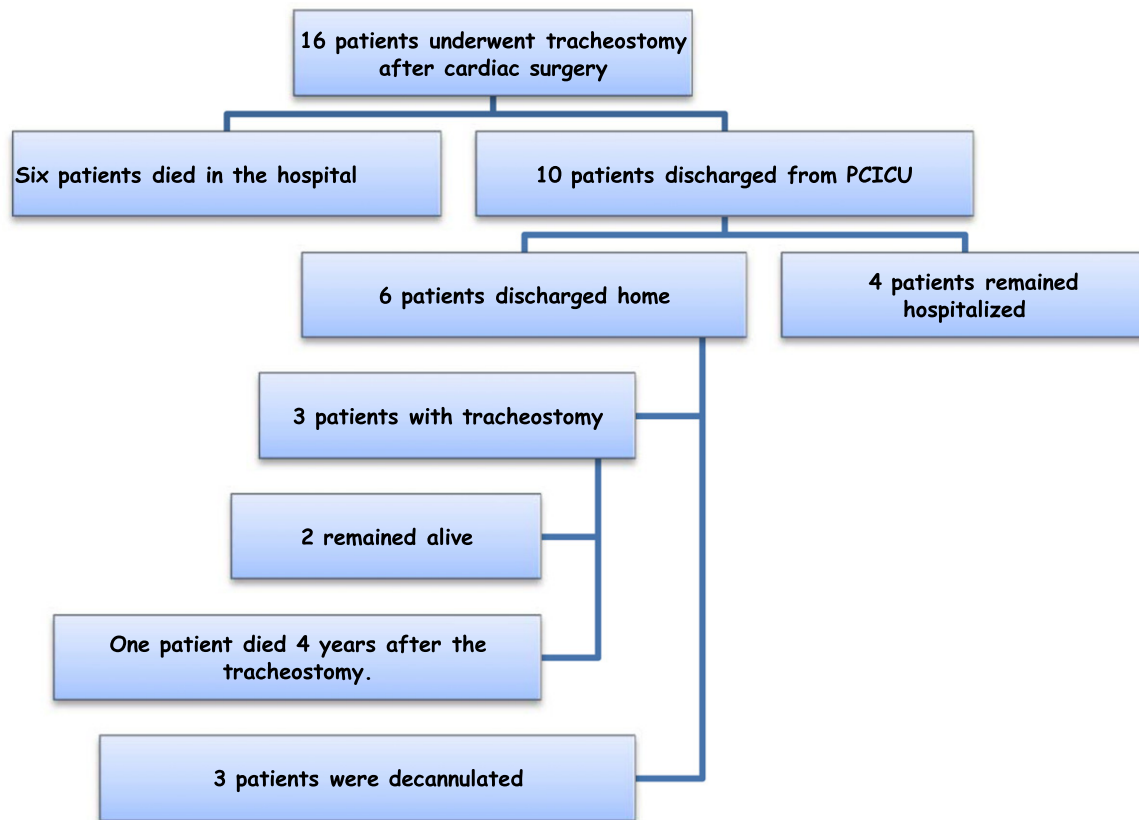 16 patients underwent tracheostomy
after cardiac surgery
Six patients died in the hospital
10 patients discharged from PCICU
6 patients discharged home
4 patients remained
hospitalized
3 patients with tracheostomy
2 remained alive
One patient died 4 years after the
tracheostomy.
3 patients were decannulated